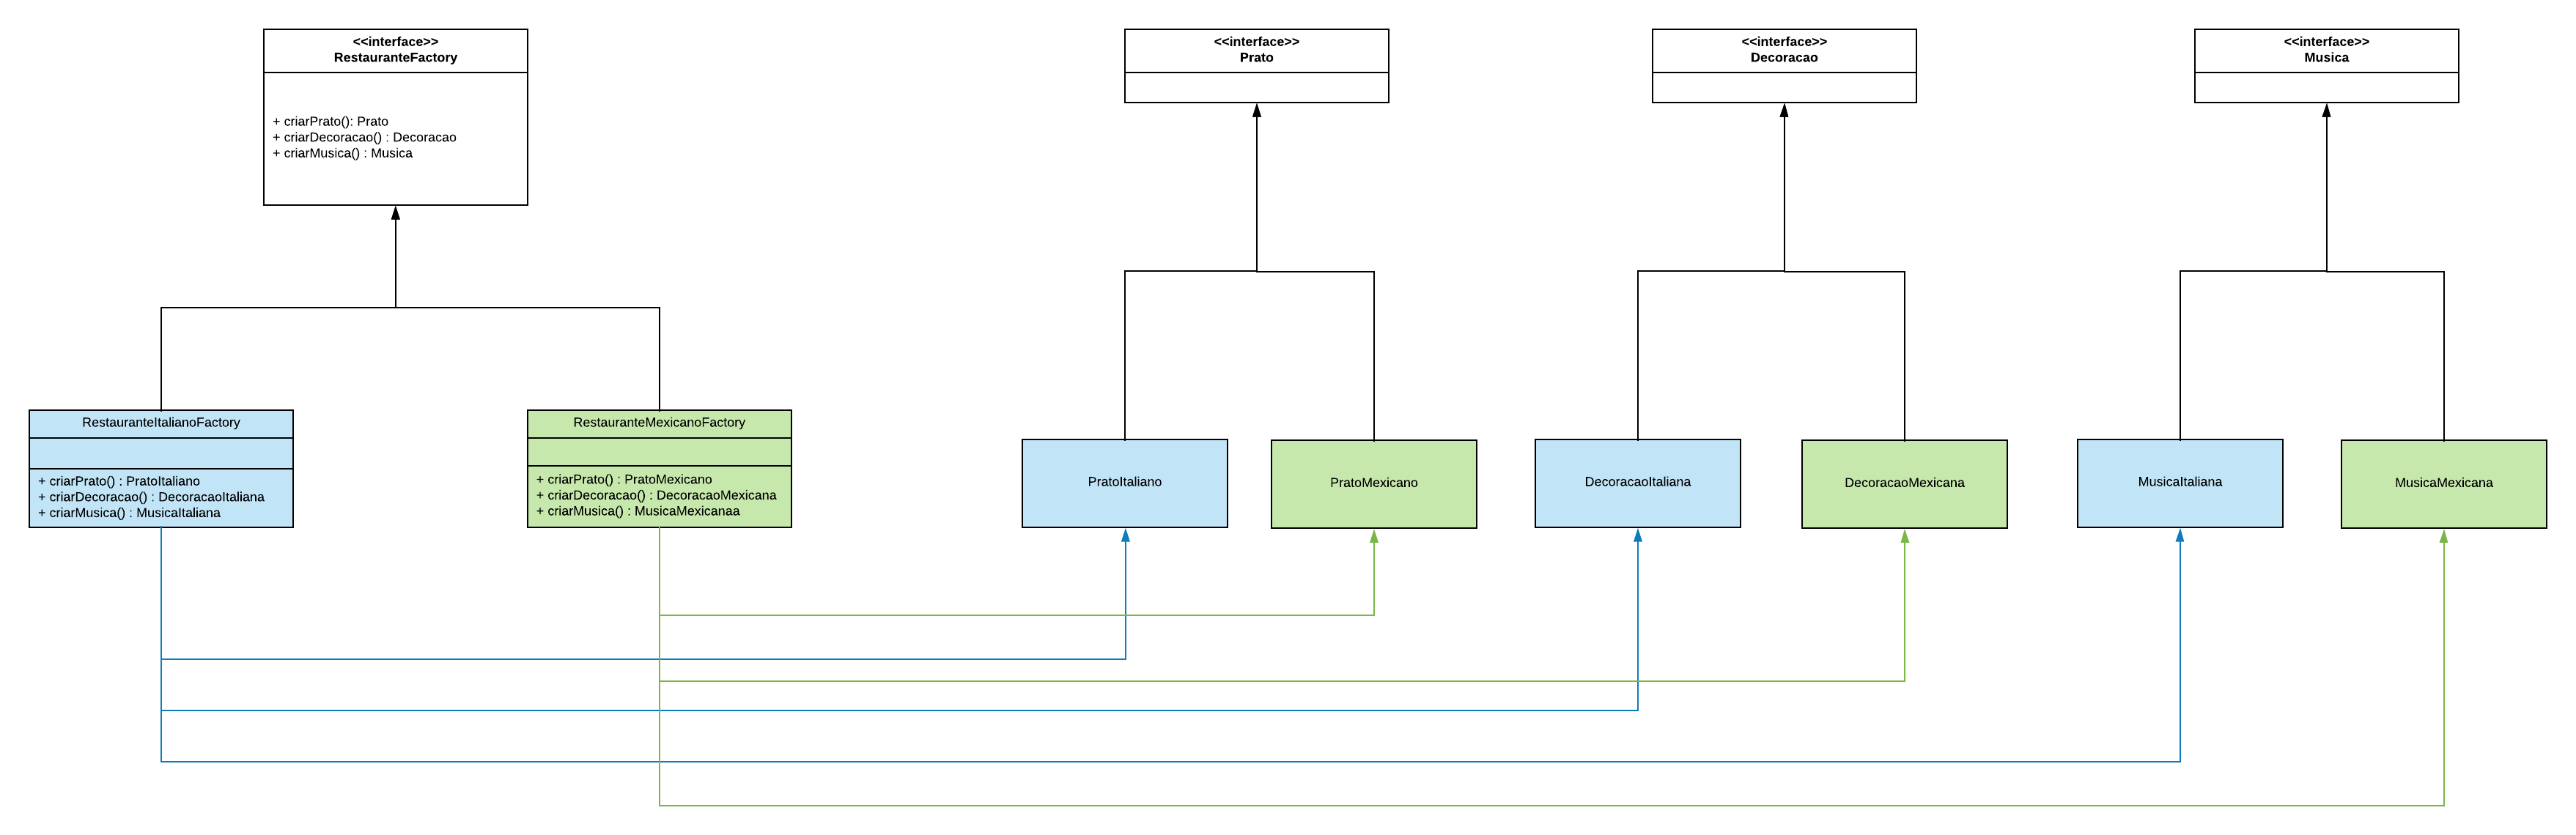 <<interface>>
RestauranteFactory
+ criarPrato(): Prato
+ criarDecoracao() : Decoracao
+ criarMusica() : Musica
<<interface>>
Prato
<<interface>>
Decoracao
<<interface>>
Musica
RestauranteItalianoFactory
+ criarPrato() : PratoItaliano
+ criarDecoracao() : DecoracaoItaliana
+ criarMusica() : MusicaItaliana
RestauranteMexicanoFactory
+ criarPrato() : PratoMexicano
+ criarDecoracao() : DecoracaoMexicana
+ criarMusica() : MusicaMexicanaa
PratoItaliano
PratoMexicano
DecoracaoItaliana
DecoracaoMexicana
MusicaItaliana
MusicaMexicana